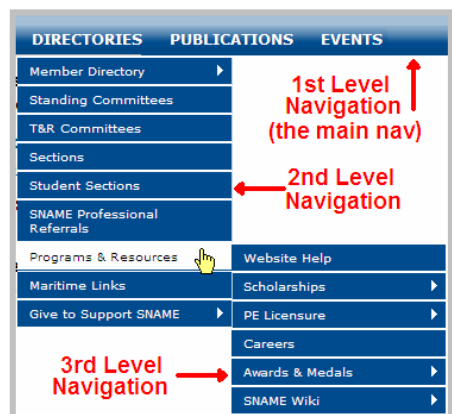 DIRECTORIES PUBLICATIONS EVENTS
Member Directory
Standing Committees
T&R Committees
Sections
Student Sections
SNAME Professional
Referrals
Programs & Resources
Maritime Links
Give to Support SNAME
1st Level
Navigation
(the main nav)
2nd Level
Navigation
Website Help
Scholarships
PE Licensure
Careers
Awards & Medals
SNAME Wiki
3rd Level
Navigation